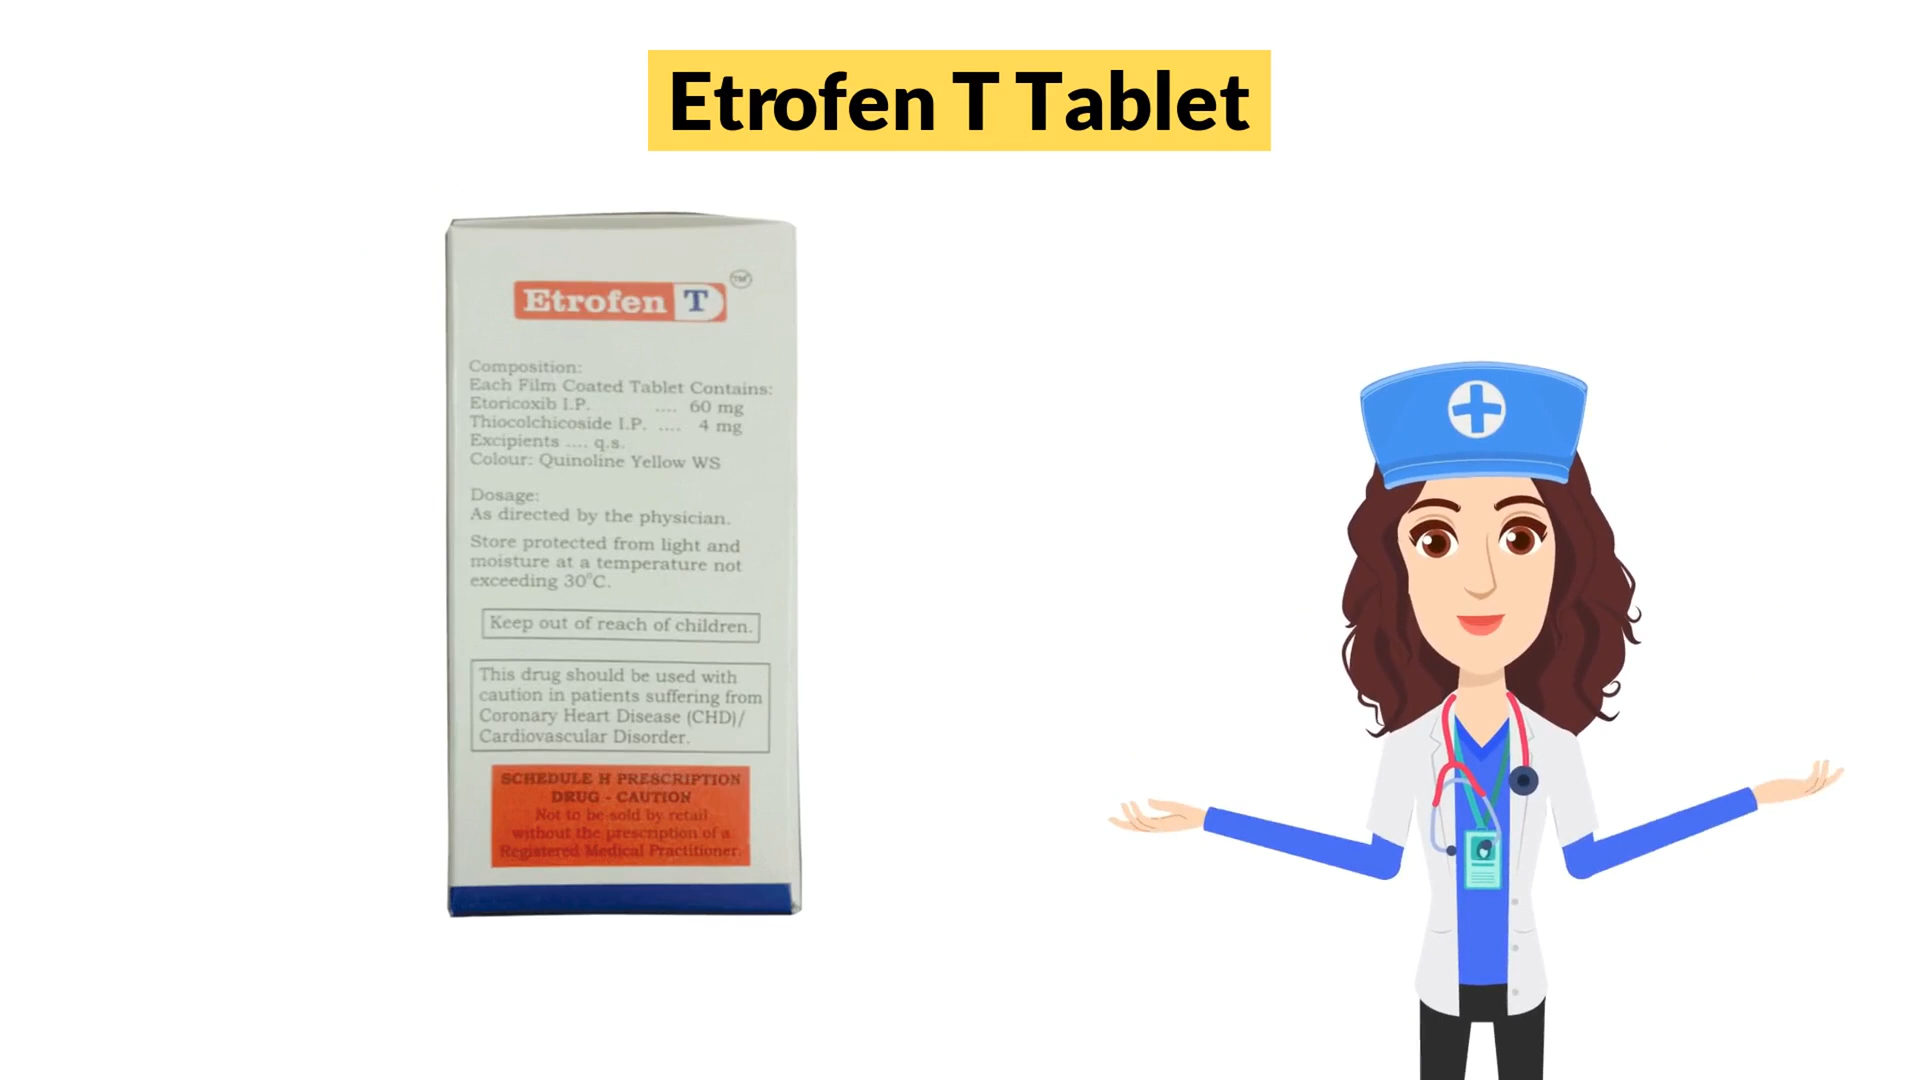 Etrofen T Tablet
Etrofen T
TM
Composition:
Each Film Coated Tablet Contains:
Etoricoxib I.P. .... 60 mg
Thiocolchicoside I.P. .... 4 mg
Excipients .... q.s.
Colour: Quinoline Yellow WS
Dosage:
As directed by the physician.
Store protected from light and
moisture at a temperature not
exceeding 30°C.
Keep out of reach of children.
This drug should be used with
caution in patients suffering from
Coronary Heart Disease (CHD)/
Cardiovascular Disorder.
SCHEDULE H PRESCRIPTION
DRUG - CAUTION
Not to be sold by retail
without the prescription of a
Registered Medical Practitioner.